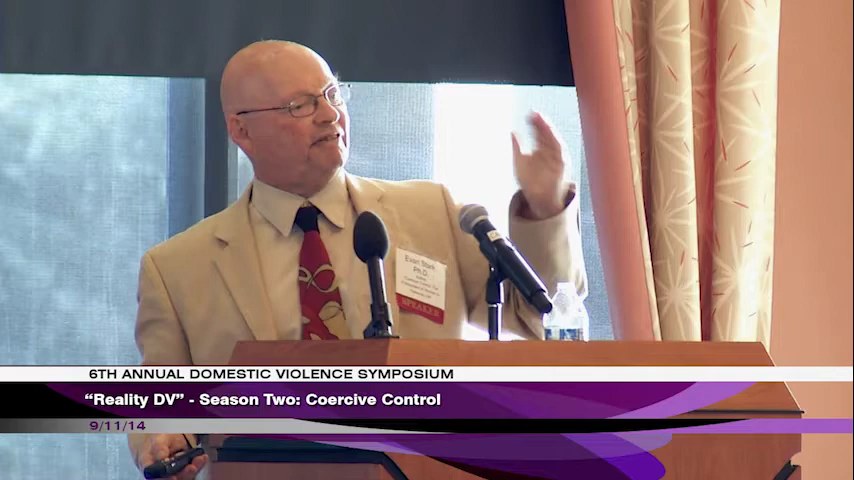 Evan Stark
Ph.D.
SPEAKER
6TH ANNUAL DOMESTIC VIOLENCE SYMPOSIUM
“Reality DV” - Season Two: Coercive Control
9/11/14